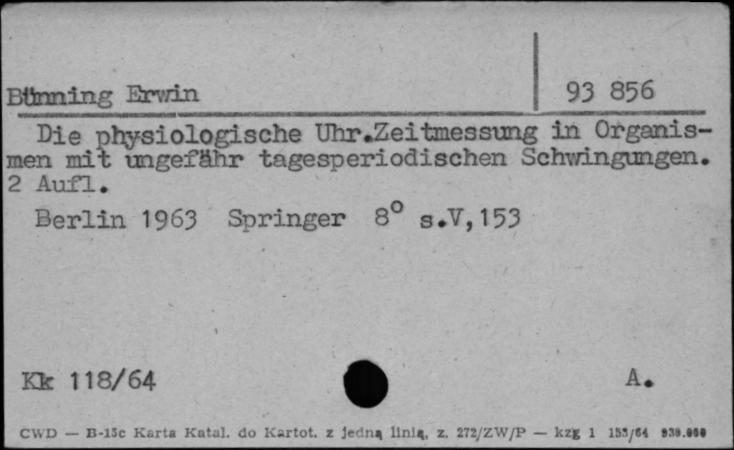 Bünning Erwin 93 856
Die physiologische Uhr.Zeitmessung in Organis-
men mit ungefähr tagesperiodischen Schwingungen.
2 Aufl.
Berlin 1963 Springer 8° s.V,153
Kk 118/64 A.
CWD — B-15c Karta Katal. do Kartot. z jedną linią, z. 272/ZW/P — kzg 1 153/64